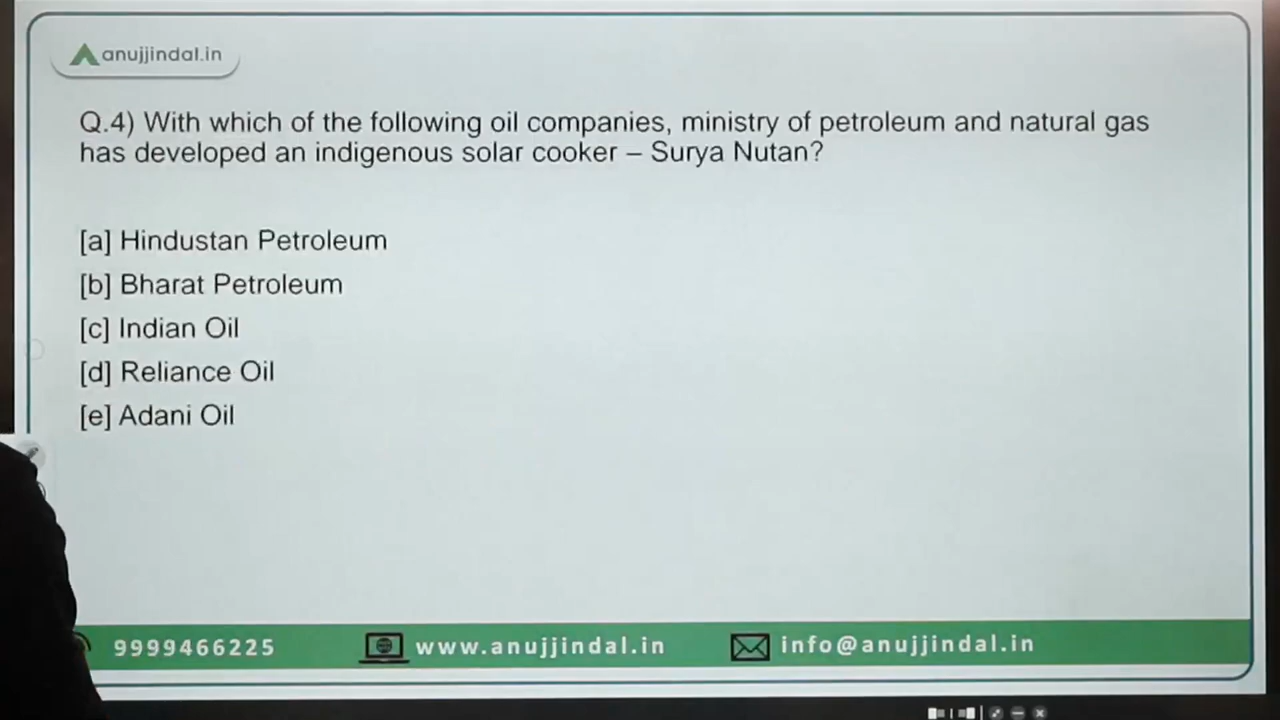 anujjindal.in
Q.4) With which of the following oil companies, ministry of petroleum and natural gas
has developed an indigenous solar cooker – Surya Nutan?
[a] Hindustan Petroleum
[b] Bharat Petroleum
[c] Indian Oil
[d] Reliance Oil
[e] Adani Oil
9999466225 www.anujjindal.in info@anujjindal.in